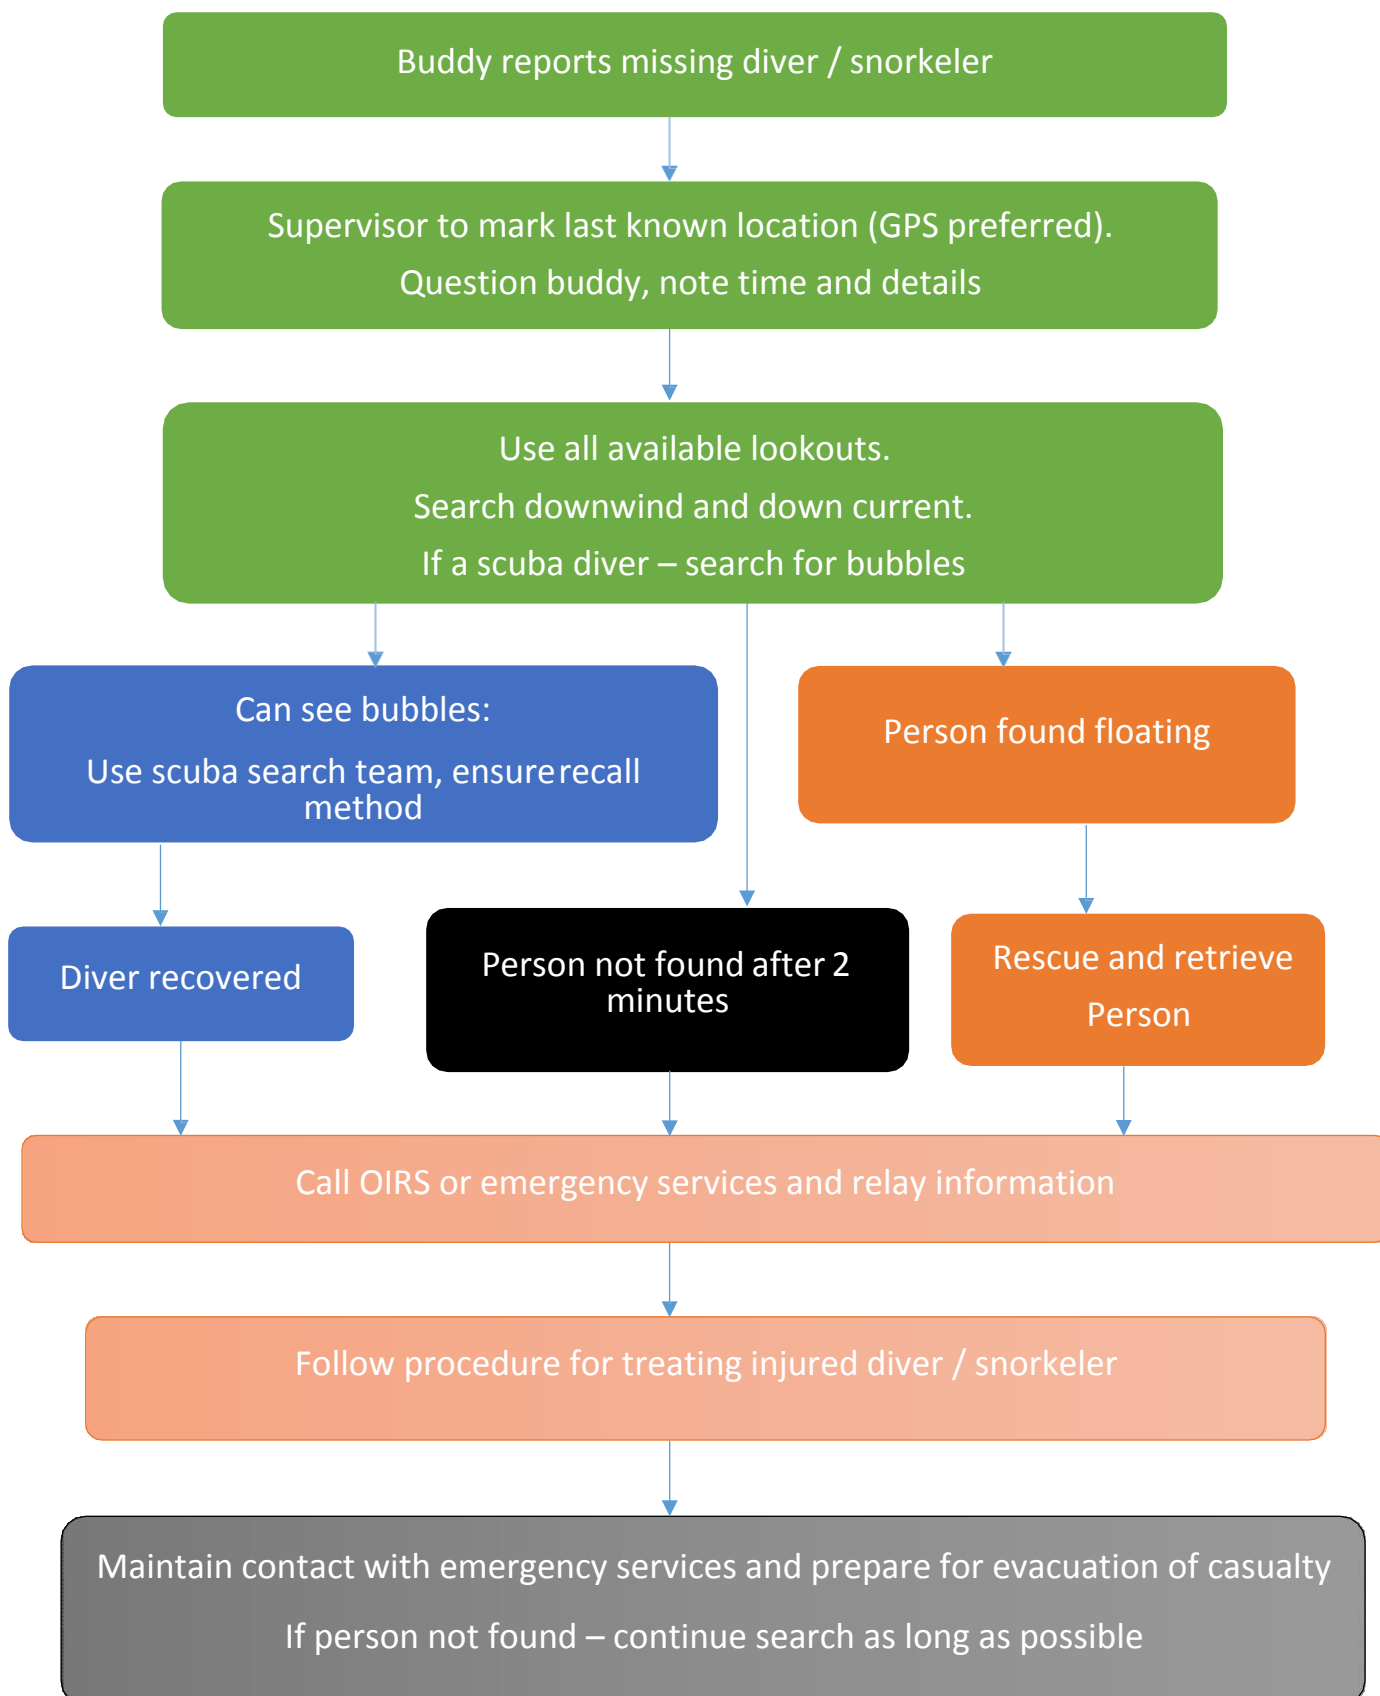 Buddy reports missing diver / snorkeler
Supervisor to mark last known location (GPS preferred).
Question buddy, note time and details
Use all available lookouts.
Search downwind and down current.
If a scuba diver – search for bubbles
Can see bubbles:
Use scuba search team, ensure recall
method
Person found floating
Diver recovered
Person not found after 2
minutes
Rescue and retrieve
Person
Call OIRS or emergency services and relay information
Follow procedure for treating injured diver / snorkeler
Maintain contact with emergency services and prepare for evacuation of casualty
If person not found – continue search as long as possible